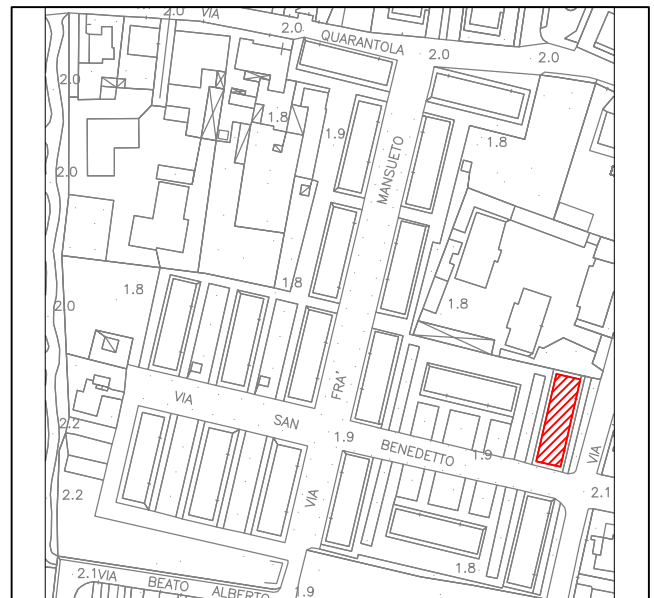 2.0 VIA
2.0
QUARANTOLA
2.0
2.0
2.0
1.8
1.9
1.8
MANSUETO
2.0
1.8
1.8
1.8
2.0
FRA'
VIA
SAN
1.9
BENEDETTO
1.9
VIA
2.2
2.2
2.1
VIA
1.8
2.1VIA
BEATO
ALBERTO
1.9